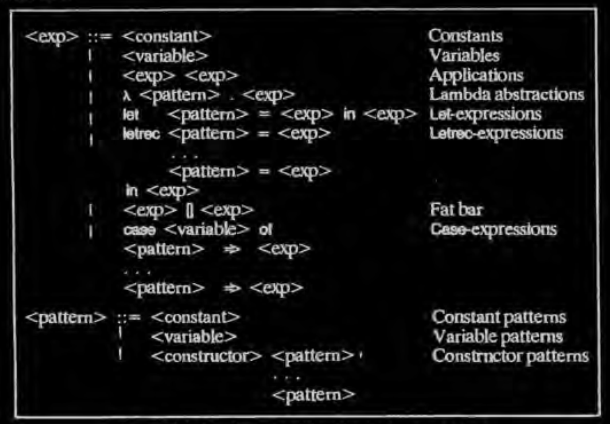 <exp> ::= <constant> Constants
| <variable> Variables
| <exp> <exp> Applications
| λ <pattern> . <exp> Lambda abstractions
| let <pattern> = <exp> in <exp> Let-expressions
| letrec <pattern> = <exp> Letrec-expressions
. . .
<pattern> = <exp>
in <exp>
| <exp> [] <exp> Fat bar
| case <variable> of Case-expressions
<pattern> ⇒ <exp>
. . .
<pattern> ⇒ <exp>
<pattern> ::= <constant> Constant patterns
| <variable> Variable patterns
| <constructor> <pattern> Constrnctor patterns
. . .
<pattern>